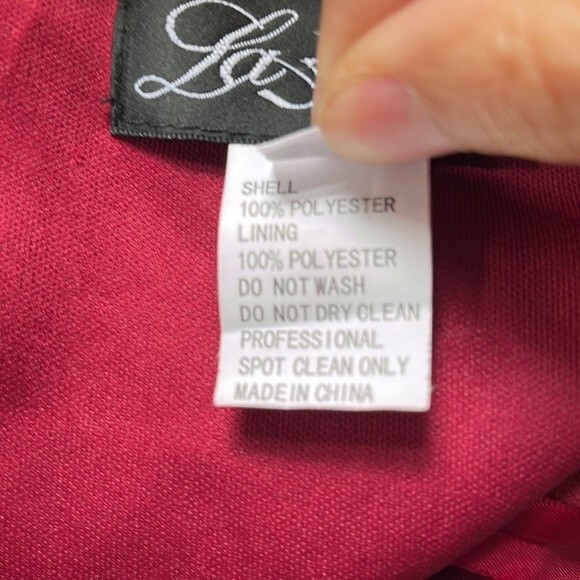 SHELL
100% POLYESTER
LINING
100% POLYESTER
DO NOT WASH
DO NOT DRY CLEAN
PROFESSIONAL
SPOT CLEAN ONLY
MADE IN CHINA